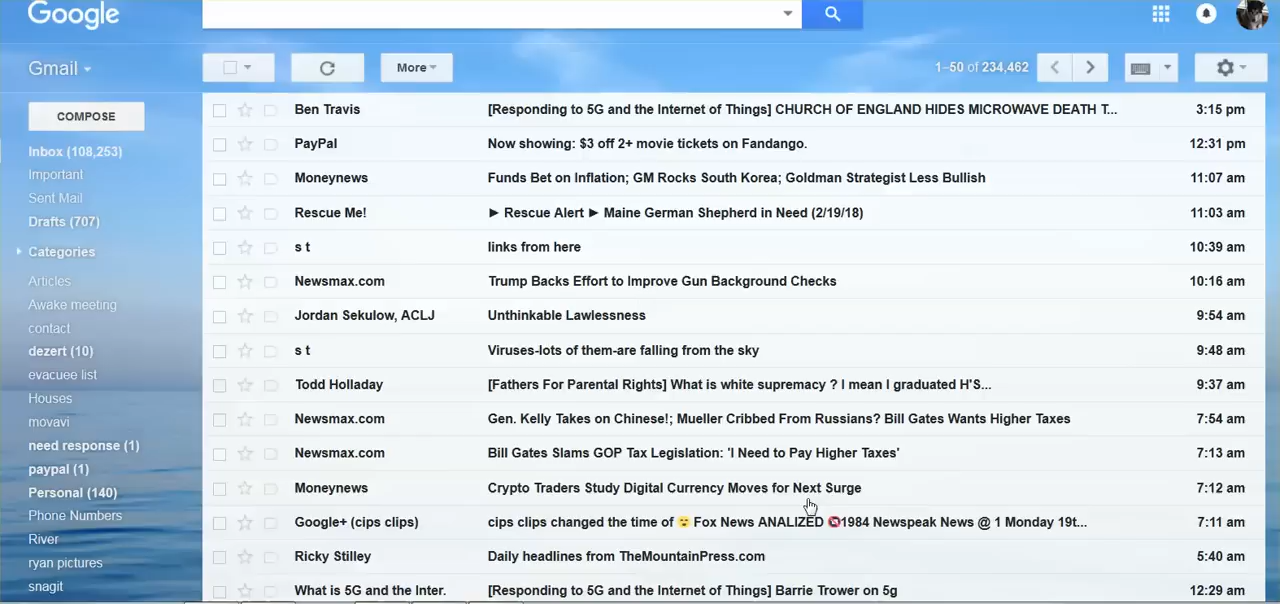 Google
Gmail
More
1–50 of 234,462
COMPOSE
Inbox (108,253)
Important
Sent Mail
Drafts (707)
Categories
Articles
Awake meeting
contact
dezert (10)
evacuee list
Houses
movavi
need response (1)
paypal (1)
Personal (140)
Phone Numbers
River
ryan pictures
snagit
Ben Travis [Responding to 5G and the Internet of Things] CHURCH OF ENGLAND HIDES MICROWAVE DEATH T... 3:15 pm
PayPal Now showing: $3 off 2+ movie tickets on Fandango. 12:31 pm
Moneynews Funds Bet on Inflation; GM Rocks South Korea; Goldman Strategist Less Bullish 11:07 am
Rescue Me! ► Rescue Alert ► Maine German Shepherd in Need (2/19/18) 11:03 am
s t links from here 10:39 am
Newsmax.com Trump Backs Effort to Improve Gun Background Checks 10:16 am
Jordan Sekulow, ACLJ Unthinkable Lawlessness 9:54 am
s t Viruses-lots of them-are falling from the sky 9:48 am
Todd Holladay [Fathers For Parental Rights] What is white supremacy ? I mean I graduated H'S... 9:37 am
Newsmax.com Gen. Kelly Takes on Chinese!; Mueller Cribbed From Russians? Bill Gates Wants Higher Taxes 7:54 am
Newsmax.com Bill Gates Slams GOP Tax Legislation: 'I Need to Pay Higher Taxes' 7:13 am
Moneynews Crypto Traders Study Digital Currency Moves for Next Surge 7:12 am
Google+ (cips clips) cips clips changed the time of 😏 Fox News ANALIZED 🚫1984 Newspeak News @ 1 Monday 19t... 7:11 am
Ricky Stilley Daily headlines from TheMountainPress.com 5:40 am
What is 5G and the Inter. [Responding to 5G and the Internet of Things] Barrie Trower on 5g 12:29 am